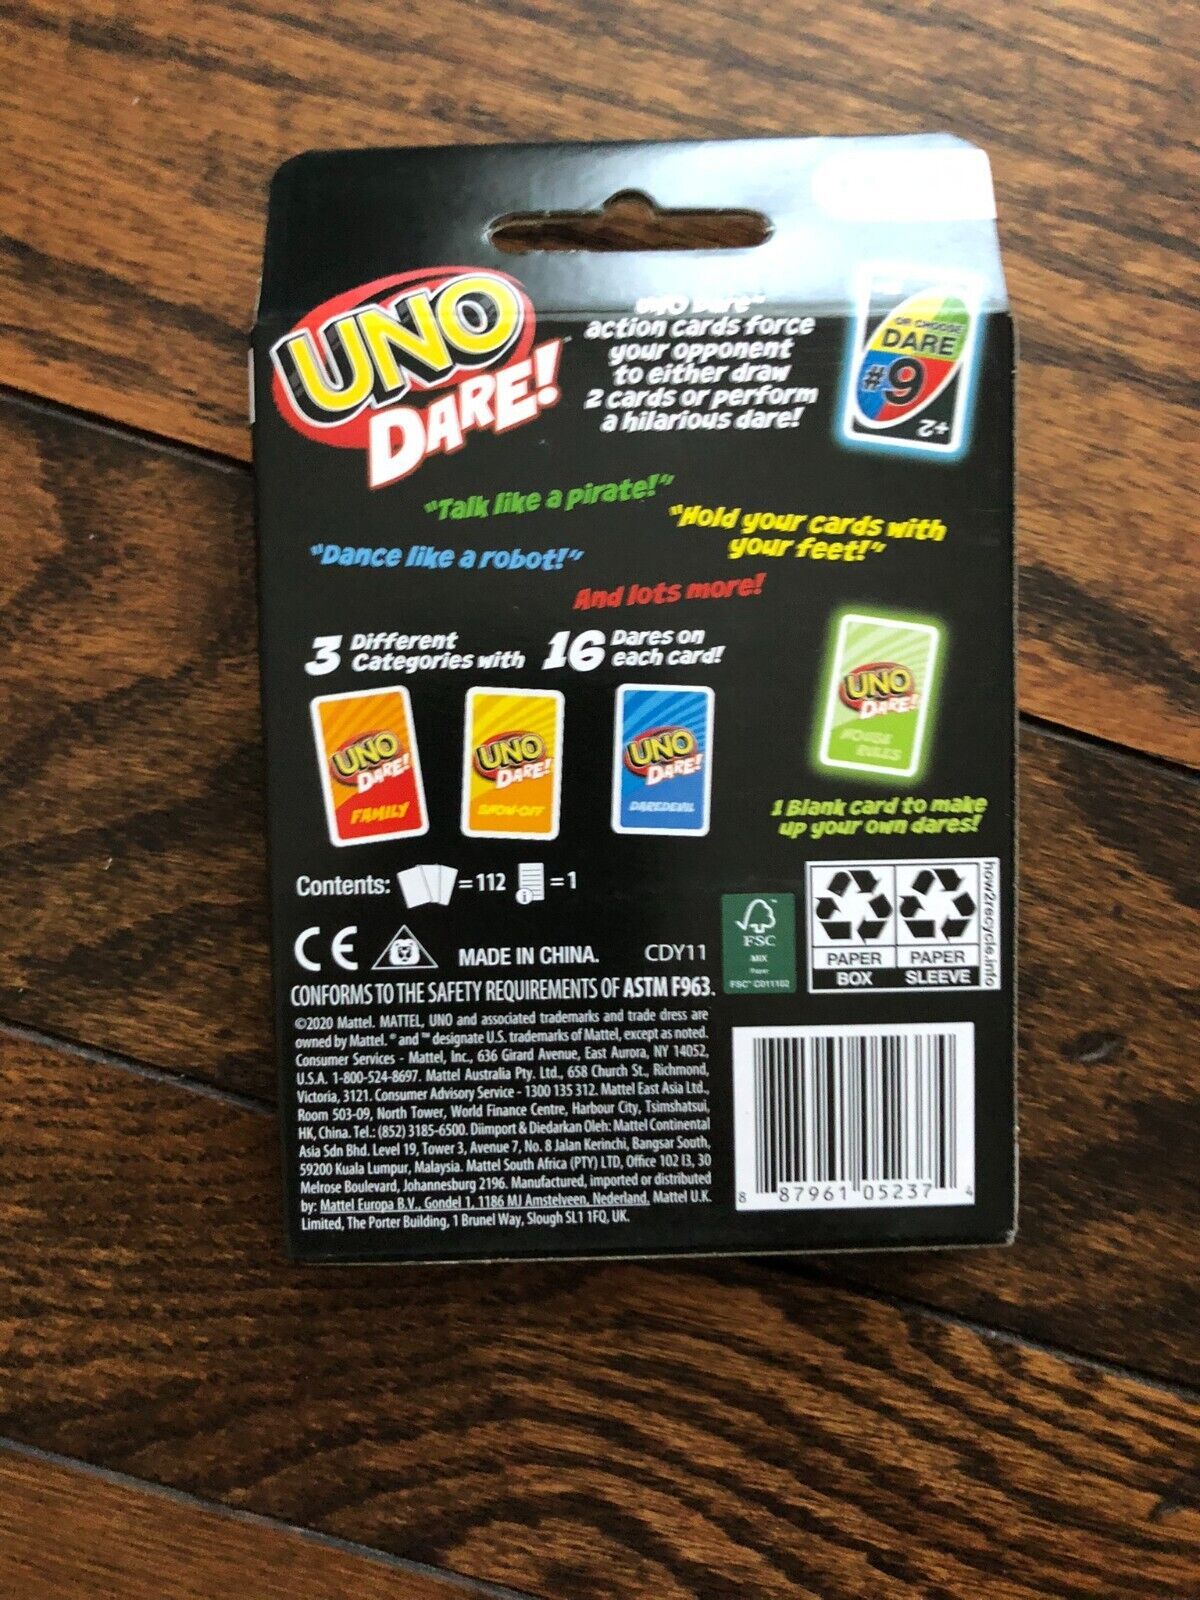 UNO
DARE!
UNO Dare™
action cards force
your opponent
to either draw
2 cards or perform
a hilarious dare!
OR CHOOSE
DARE
#9
+2
"Talk like a pirate!"
"Hold your cards with
your feet!"
"Dance like a robot!"
And lots more!
3 Different
Categories with
16 Dares on
each card!
UNO
DARE!
FAMILY
UNO
DARE!
SHOW-OFF
UNO
DARE!
DAREDEVIL
UNO
DARE!
HOUSE
RULES
1 Blank card to make
up your own dares!
Contents: =112 =1
CE MADE IN CHINA. CDY11
CONFORMS TO THE SAFETY REQUIREMENTS OF ASTM F963.
FSC
MIX
Paper
FSC® C011102
PAPER
BOX
PAPER
SLEEVE
how2recycle.info
©2020 Mattel. MATTEL, UNO and associated trademarks and trade dress are
owned by Mattel. ® and ™ designate U.S. trademarks of Mattel, except as noted.
Consumer Services - Mattel, Inc., 636 Girard Avenue, East Aurora, NY 14052,
U.S.A. 1-800-524-8697. Mattel Australia Pty. Ltd., 658 Church St., Richmond,
Victoria, 3121. Consumer Advisory Service - 1300 135 312. Mattel East Asia Ltd.,
Room 503-09, North Tower, World Finance Centre, Harbour City, Tsimshatsui,
HK, China. Tel.: (852) 3185-6500. Diimport & Diedarkan Oleh: Mattel Continental
Asia Sdn Bhd. Level 19, Tower 3, Avenue 7, No. 8 Jalan Kerinchi, Bangsar South,
59200 Kuala Lumpur, Malaysia. Mattel South Africa (PTY) LTD, Office 102 I3, 30
Melrose Boulevard, Johannesburg 2196. Manufactured, imported or distributed
by: Mattel Europa B.V., Gondel 1, 1186 MJ Amstelveen, Nederland. Mattel U.K.
Limited, The Porter Building, 1 Brunel Way, Slough SL1 1FQ, UK.
8 87961 05237 4